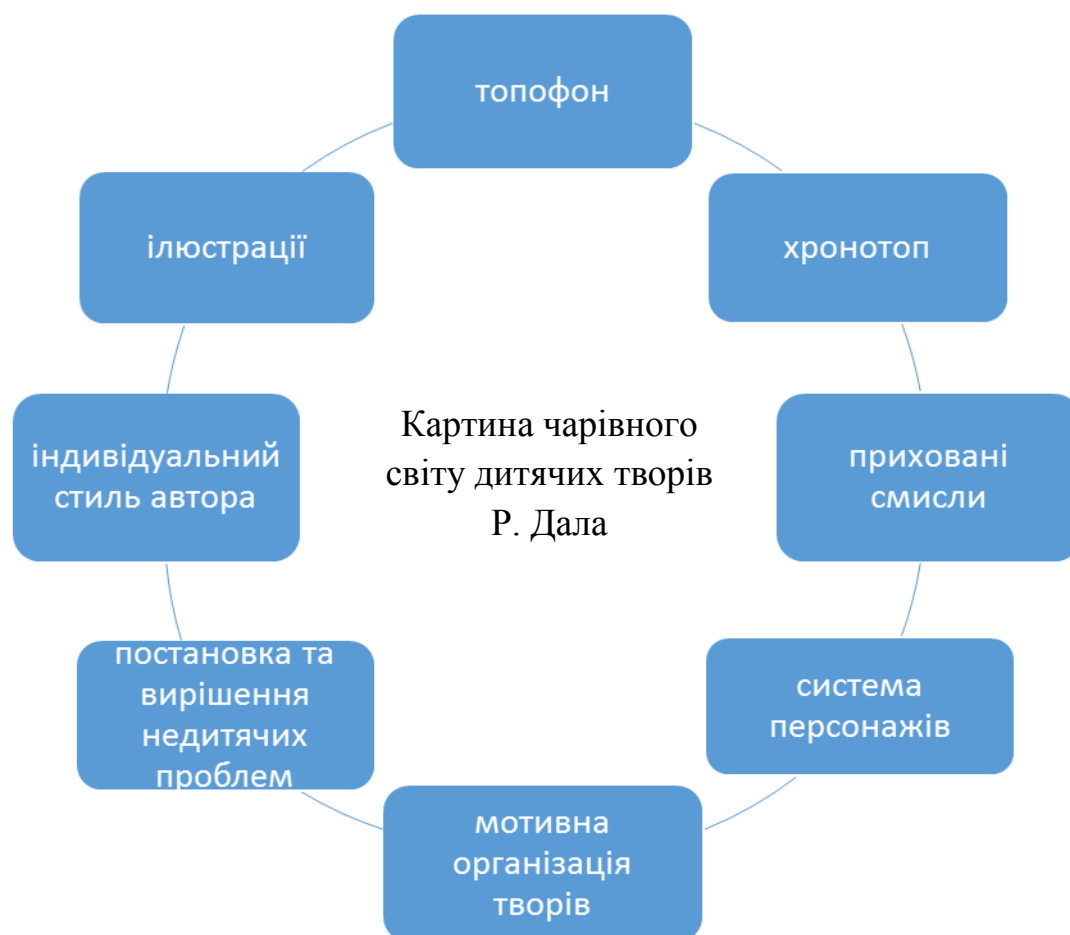 топофон
хронотоп
приховані
смисли
система
персонажів
мотивна
організація
творів
постановка та
вирішення
недитячих
проблем
індивідуальний
стиль автора
ілюстрації
Картина чарівного
світу дитячих творів
Р. Дала